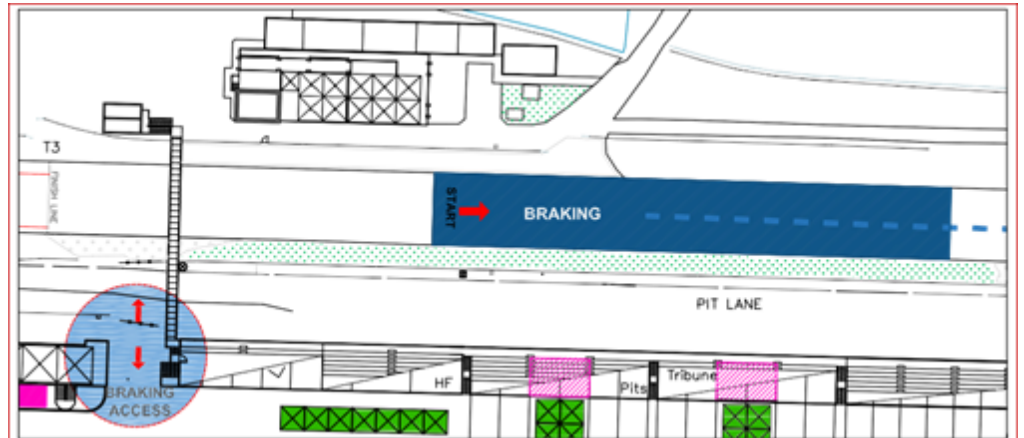 T3
FINISH LINE
START
BRAKING
PIT LANE
HF
Pits
Tribune
BRAKING
ACCESS